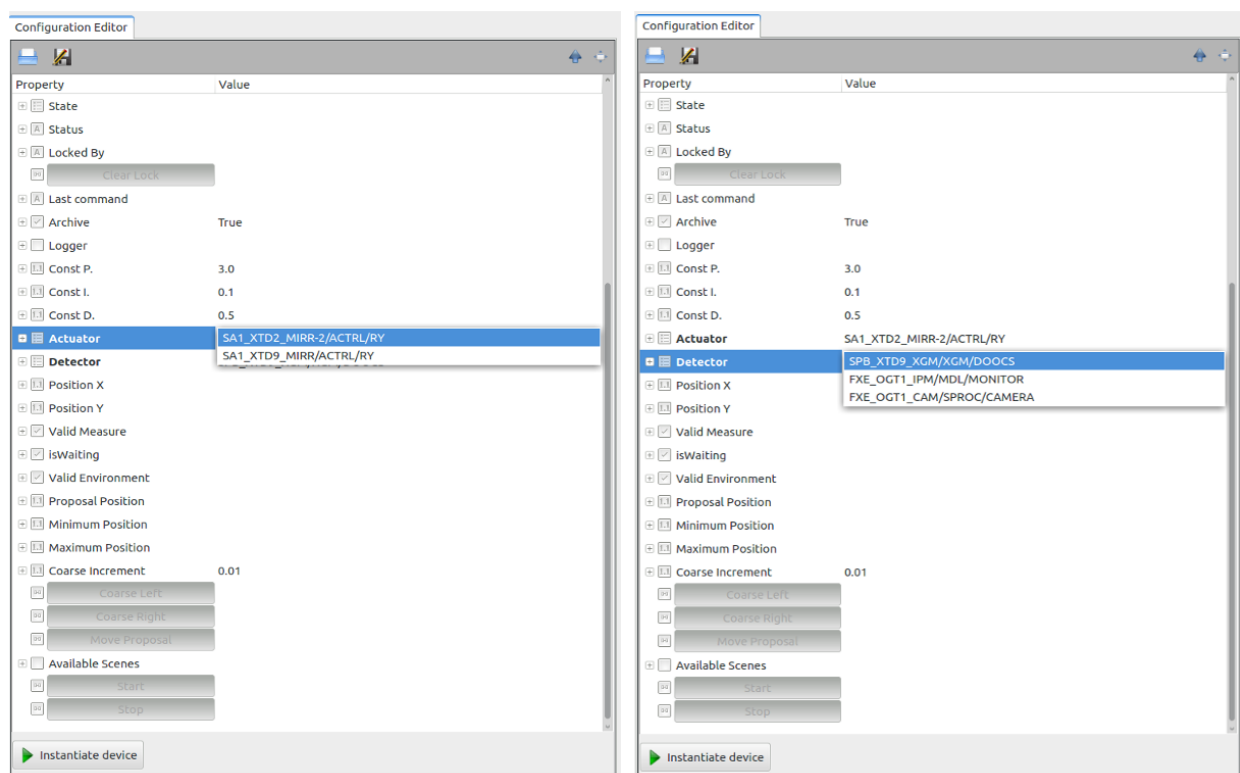 Configuration Editor
Property Value
State
Status
Locked By
Clear Lock
Last command
Archive True
Logger
Const P. 3.0
Const I. 0.1
Const D. 0.5
Actuator SA1_XTD2_MIRR-2/ACTRL/RY
SA1_XTD9_MIRR/ACTRL/RY
Detector
Position X
Position Y
Valid Measure
isWaiting
Valid Environment
Proposal Position
Minimum Position
Maximum Position
Coarse Increment 0.01
Coarse Left
Coarse Right
Move Proposal
Available Scenes
Start
Stop
Instantiate device
Configuration Editor
Property Value
State
Status
Locked By
Clear Lock
Last command
Archive True
Logger
Const P. 3.0
Const I. 0.1
Const D. 0.5
Actuator SA1_XTD2_MIRR-2/ACTRL/RY
Detector SPB_XTD9_XGM/XGM/DOOCS
Position X FXE_OGT1_IPM/MDL/MONITOR
FXE_OGT1_CAM/SPROC/CAMERA
Position Y
Valid Measure
isWaiting
Valid Environment
Proposal Position
Minimum Position
Maximum Position
Coarse Increment 0.01
Coarse Left
Coarse Right
Move Proposal
Available Scenes
Start
Stop
Instantiate device